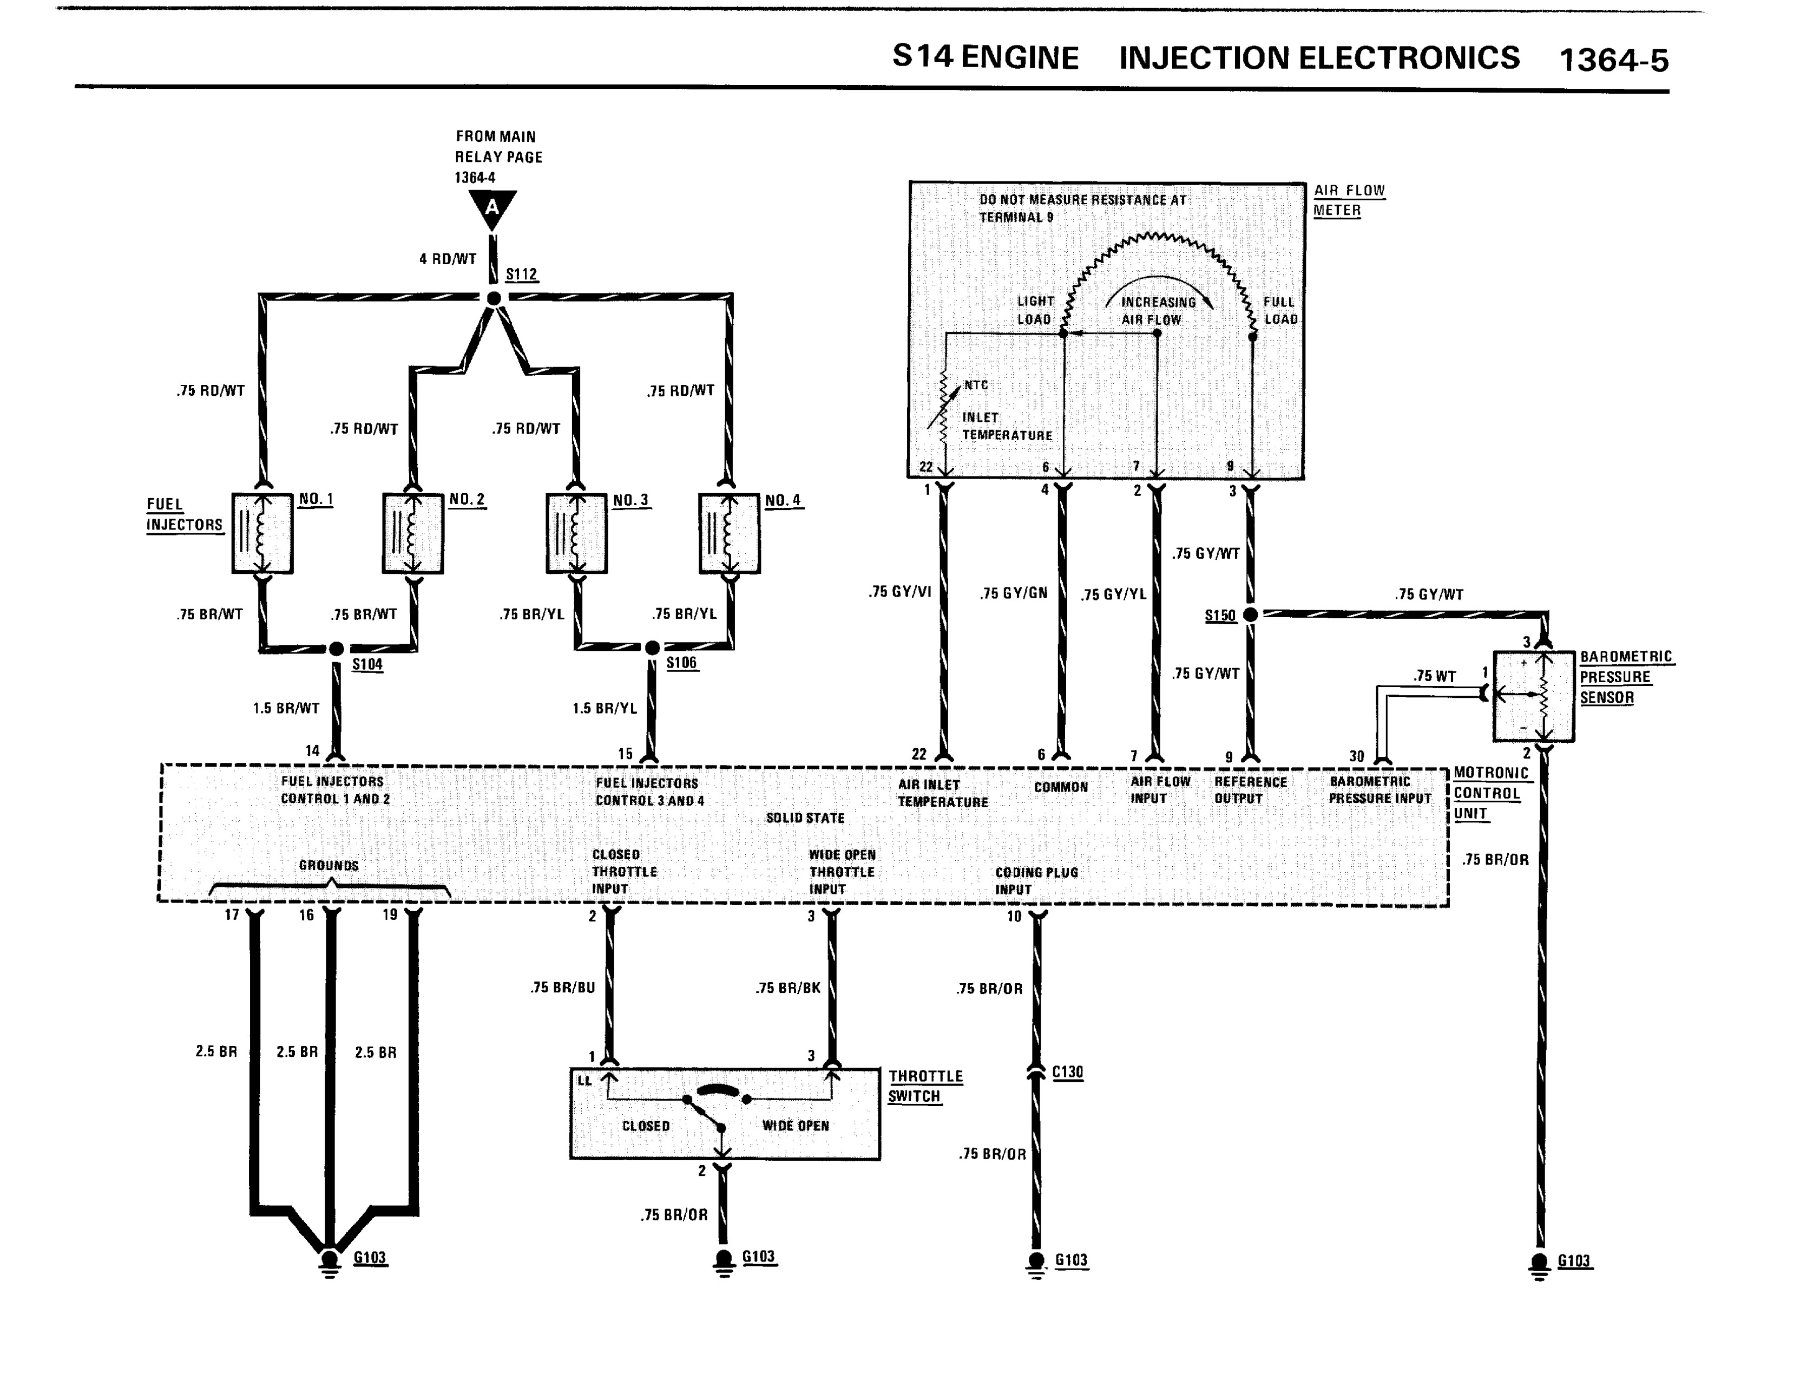 S14 ENGINE INJECTION ELECTRONICS 1364-5
FROM MAIN
RELAY PAGE
1364-4
A
4 RD/WT
S112
.75 RD/WT
.75 RD/WT
.75 RD/WT
.75 RD/WT
FUEL
INJECTORS
NO. 1
NO. 2
NO. 3
NO. 4
.75 BR/WT
.75 BR/WT
.75 BR/YL
.75 BR/YL
S104
S106
1.5 BR/WT
1.5 BR/YL
14
15
AIR FLOW
METER
DO NOT MEASURE RESISTANCE AT
TERMINAL 9
LIGHT
LOAD
INCREASING
AIR FLOW
FULL
LOAD
NTC
INLET
TEMPERATURE
22
6
7
9
1
4
2
3
.75 GY/VI
.75 GY/GN
.75 GY/YL
.75 GY/WT
S150
.75 GY/WT
.75 GY/WT
3
BAROMETRIC
PRESSURE
SENSOR
1
.75 WT
+
−
2
22
6
7
9
30
MOTRONIC
CONTROL
UNIT
FUEL INJECTORS
CONTROL 1 AND 2
FUEL INJECTORS
CONTROL 3 AND 4
AIR INLET
TEMPERATURE
COMMON
AIR FLOW
INPUT
REFERENCE
OUTPUT
BAROMETRIC
PRESSURE INPUT
SOLID STATE
GROUNDS
CLOSED
THROTTLE
INPUT
WIDE OPEN
THROTTLE
INPUT
CODING PLUG
INPUT
.75 BR/OR
17
16
19
2
3
10
.75 BR/BU
.75 BR/BK
.75 BR/OR
2.5 BR
2.5 BR
2.5 BR
1
3
THROTTLE
SWITCH
LL
CLOSED
WIDE OPEN
C130
2
.75 BR/OR
.75 BR/OR
G103
G103
G103
G103